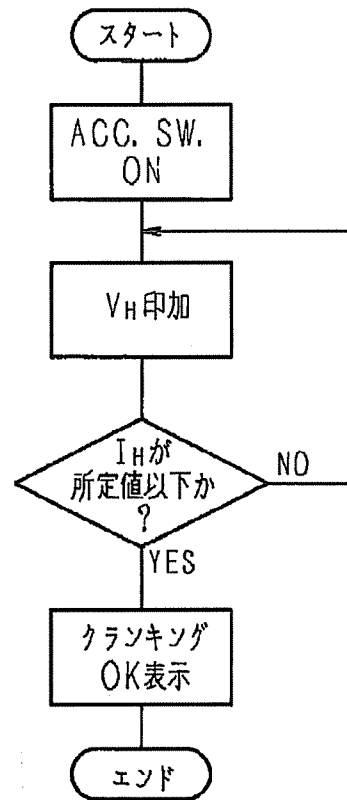 スタート
ACC. SW.
ON
VH印加
IHが
所定値以下か
?
NO
YES
クランキング
OK表示
エンド